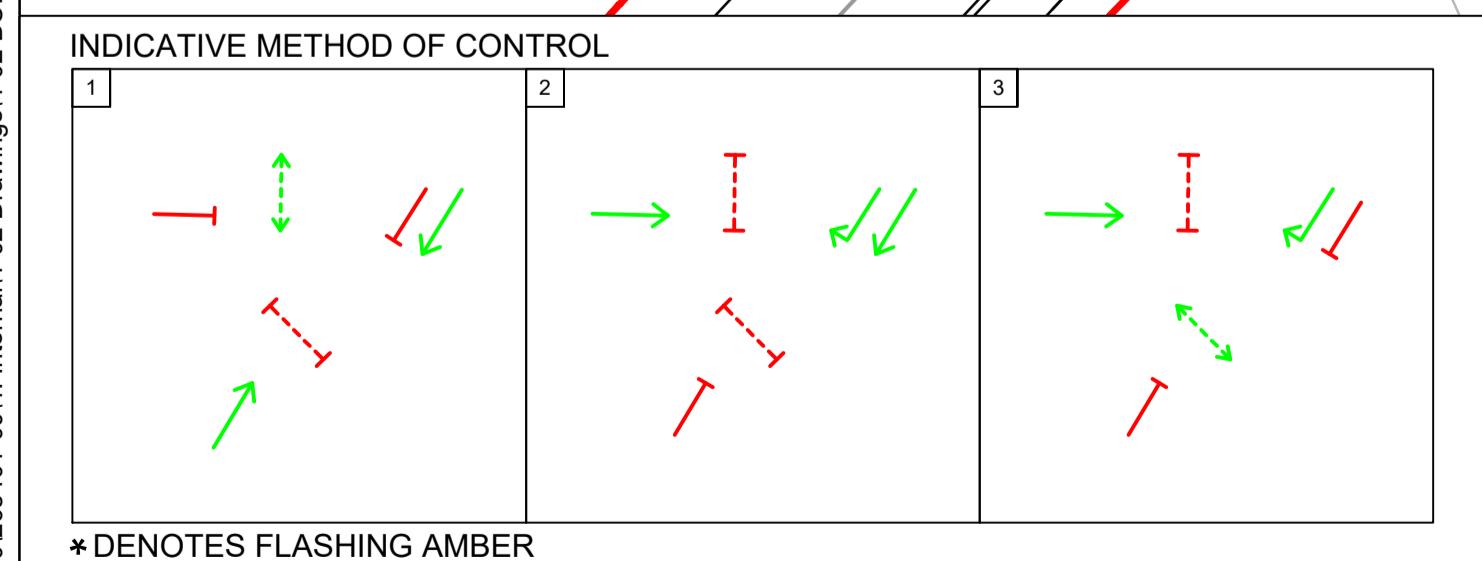 INDICATIVE METHOD OF CONTROL
1
2
3
* DENOTES FLASHING AMBER